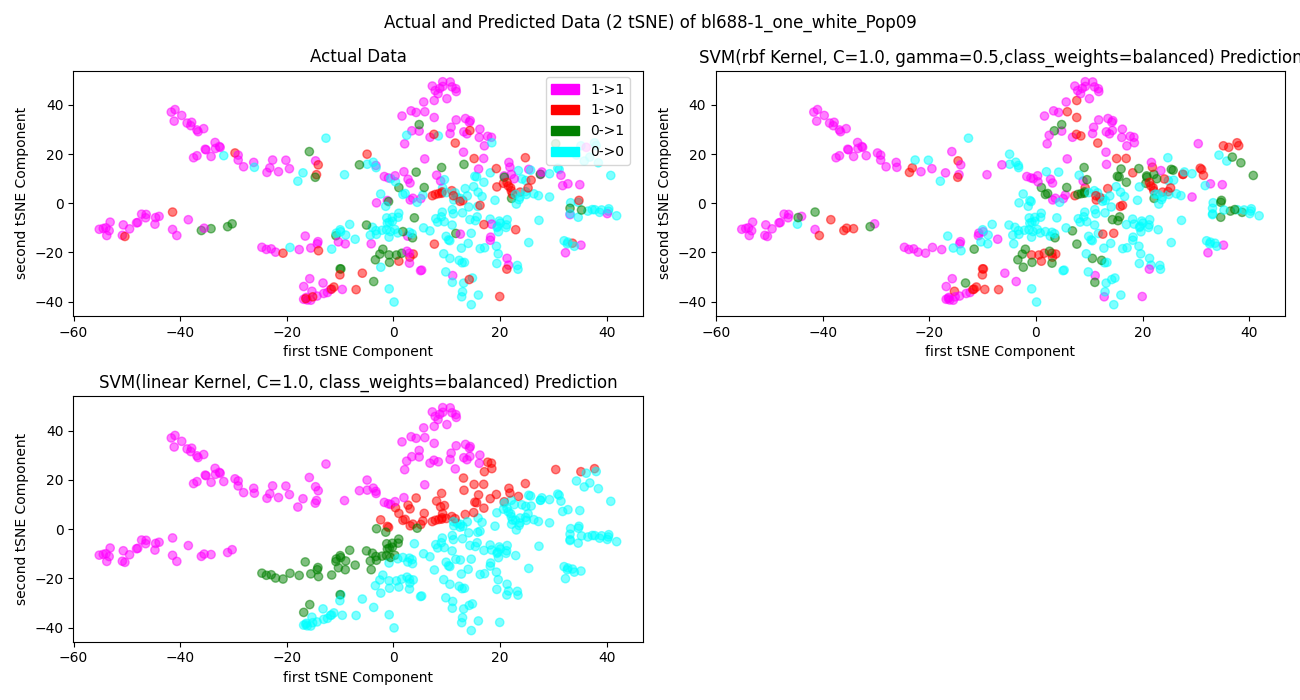 Actual and Predicted Data (2 tSNE) of bl688-1_one_white_Pop09
Actual Data
second tSNE Component
40
20
0
−20
−40
1->1
1->0
0->1
0->0
−60 −40 −20 0 20 40
first tSNE Component
SVM(rbf Kernel, C=1.0, gamma=0.5,class_weights=balanced) Prediction
second tSNE Component
40
20
0
−20
−40
−60 −40 −20 0 20 40
first tSNE Component
SVM(linear Kernel, C=1.0, class_weights=balanced) Prediction
second tSNE Component
40
20
0
−20
−40
−60 −40 −20 0 20 40
first tSNE Component